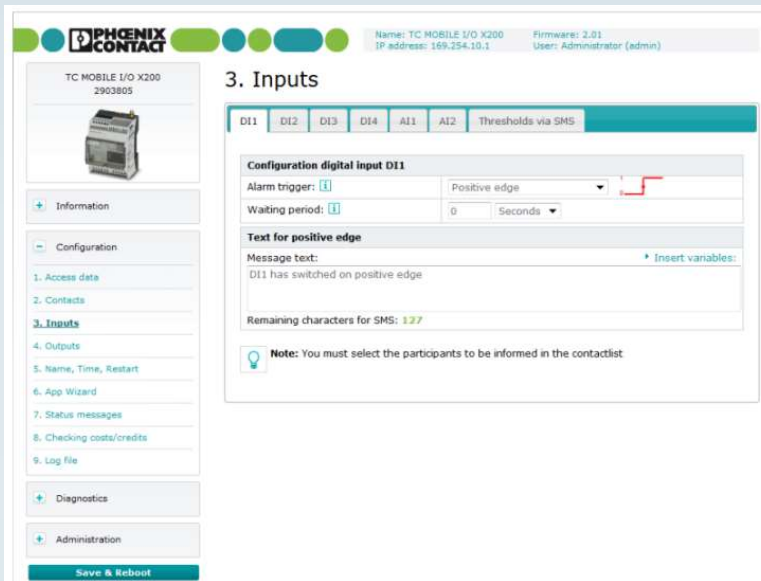 PHŒNIX CONTACT
Name: TC MOBILE I/O X200
IP address: 169.254.10.1
Firmware: 2.01
User: Administrator (admin)
TC MOBILE I/O X200
2903805
+ Information
− Configuration
1. Access data
2. Contacts
3. Inputs
4. Outputs
5. Name, Time, Restart
6. App Wizard
7. Status messages
8. Checking costs/credits
9. Log file
+ Diagnostics
+ Administration
Save & Reboot
3. Inputs
DI1 DI2 DI3 DI4 AI1 AI2 Thresholds via SMS
Configuration digital input DI1
Alarm trigger: i Positive edge
Waiting period: i 0 Seconds
Text for positive edge
Message text: Insert variables:
DI1 has switched on positive edge
Remaining characters for SMS: 127
Note: You must select the participants to be informed in the contactlist